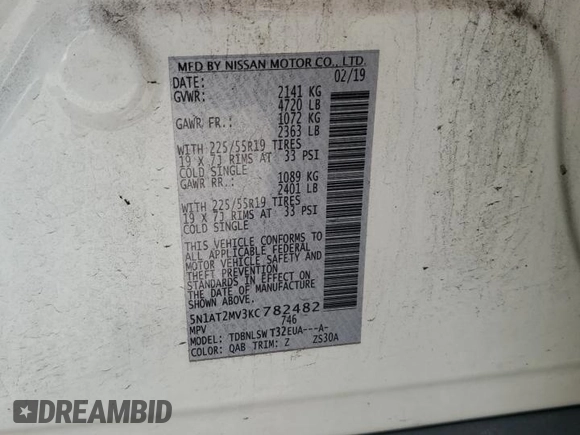 MFD BY NISSAN MOTOR CO., LTD.
DATE: 02/19
GVWR: 2141 KG
4720 LB
GAWR FR: 1072 KG
2363 LB
WITH 225/55R19 TIRES
19 X 7J RIMS AT 33 PSI
COLD SINGLE
GAWR RR.: 1089 KG
2401 LB
WITH 225/55R19 TIRES
19 X 7J RIMS AT 33 PSI
COLD SINGLE
THIS VEHICLE CONFORMS TO
ALL APPLICABLE FEDERAL
MOTOR VEHICLE SAFETY AND
THEFT PREVENTION
STANDARDS IN EFFECT ON
THE DATE OF MANUFACTURE
SHOWN ABOVE.
5N1AT2MV3KC782482
MPV 746
MODEL: TDBNLSW T32EUA---A-
COLOR: QAB TRIM: Z ZS30A
DREAMBID